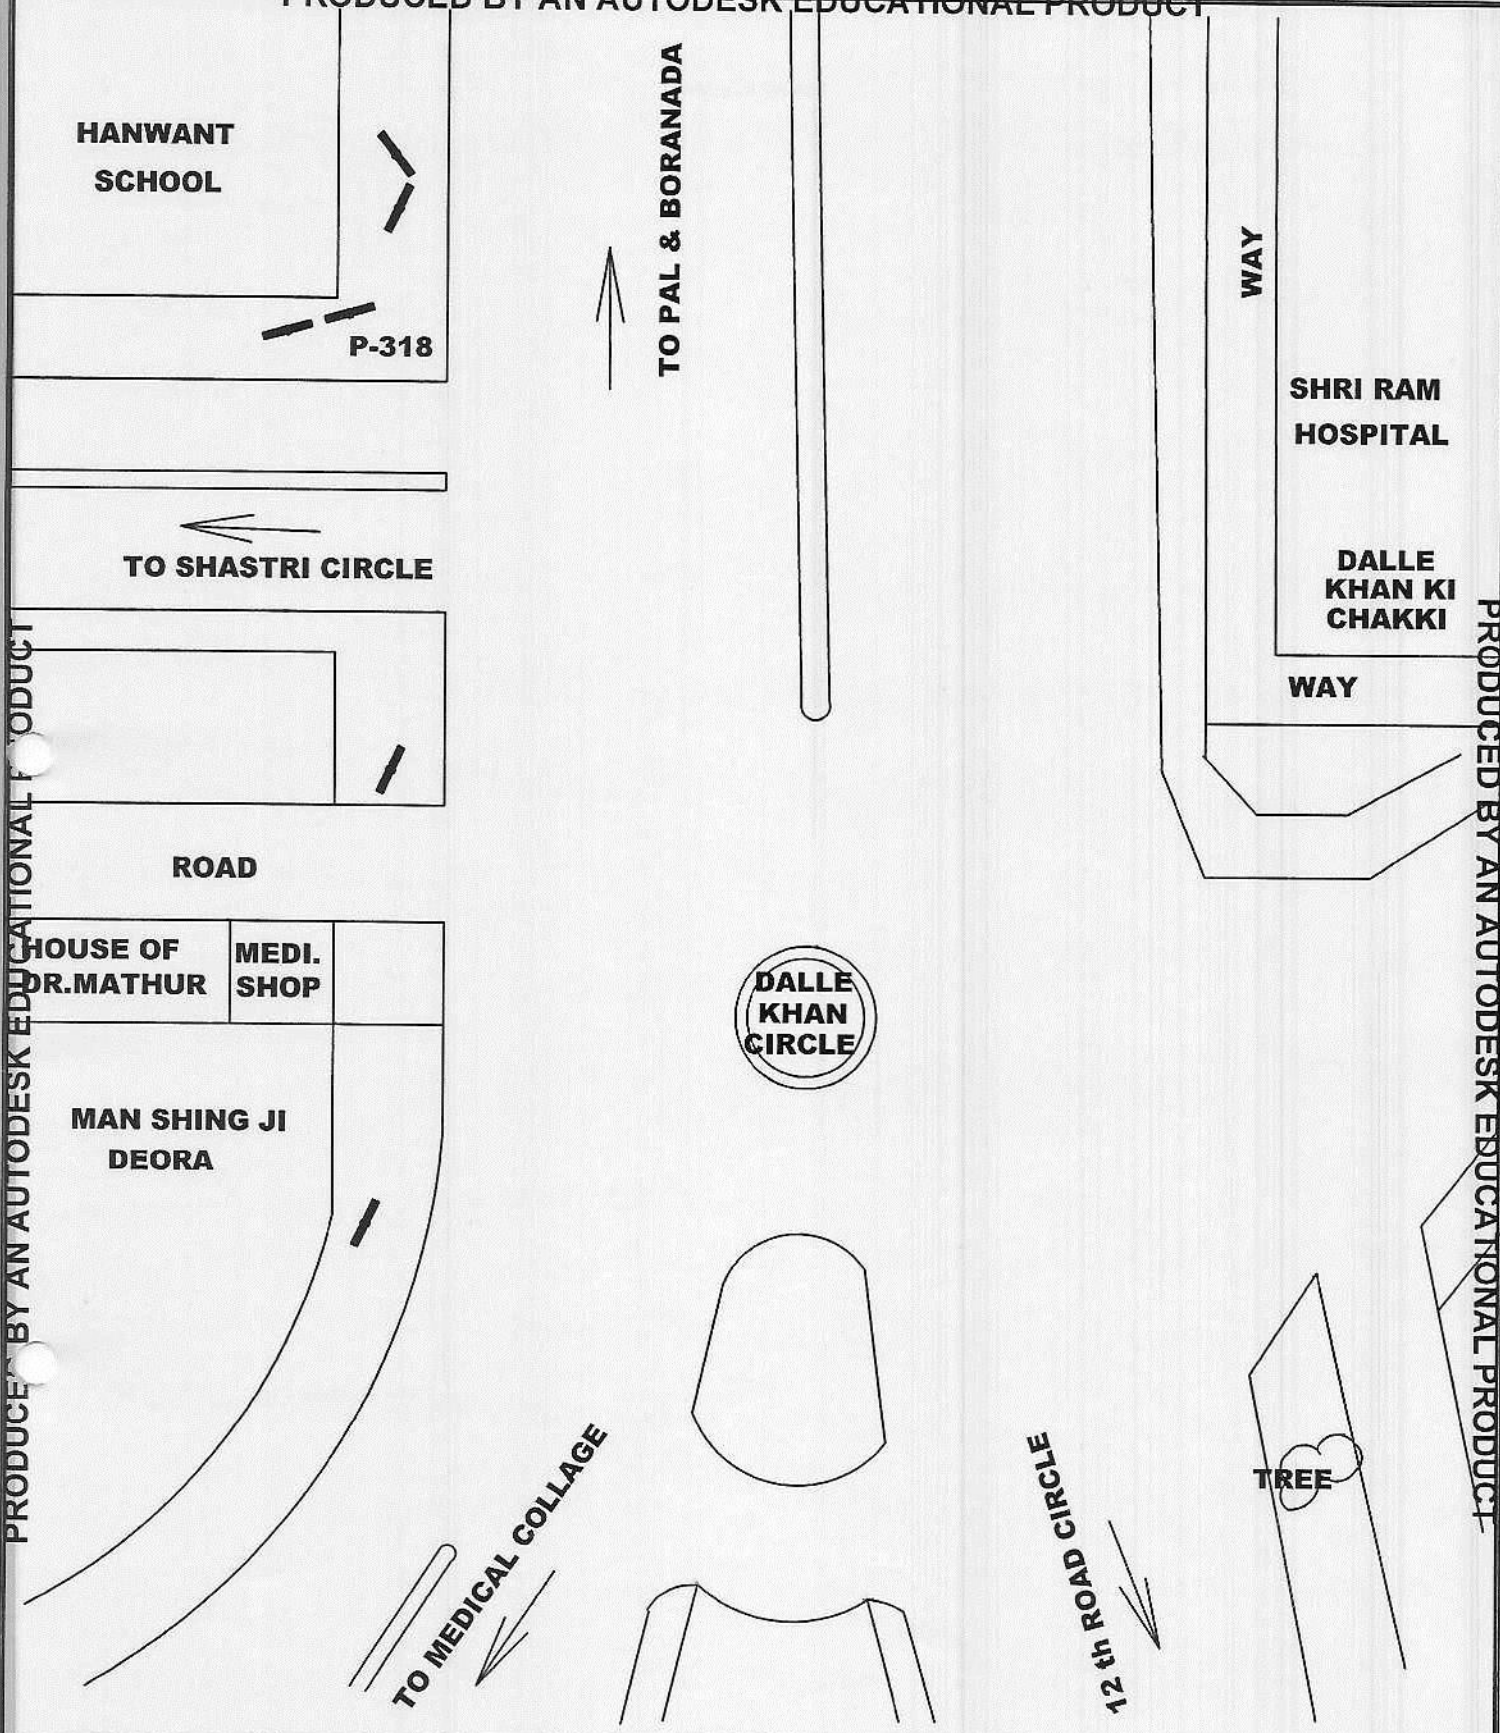 PRODUCED BY AN AUTODESK EDUCATIONAL PRODUCT
HANWANT
SCHOOL
P-318
TO PAL & BORANADA
WAY
SHRI RAM
HOSPITAL
TO SHASTRI CIRCLE
DALLE
KHAN KI
CHAKKI
WAY
ROAD
HOUSE OF
DR.MATHUR
MEDI.
SHOP
DALLE
KHAN
CIRCLE
MAN SHING JI
DEORA
TO MEDICAL COLLAGE
12 th ROAD CIRCLE
TREE
PRODUCED BY AN AUTODESK EDUCATIONAL PRODUCT
PRODUCED BY AN AUTODESK EDUCATIONAL PRODUCT